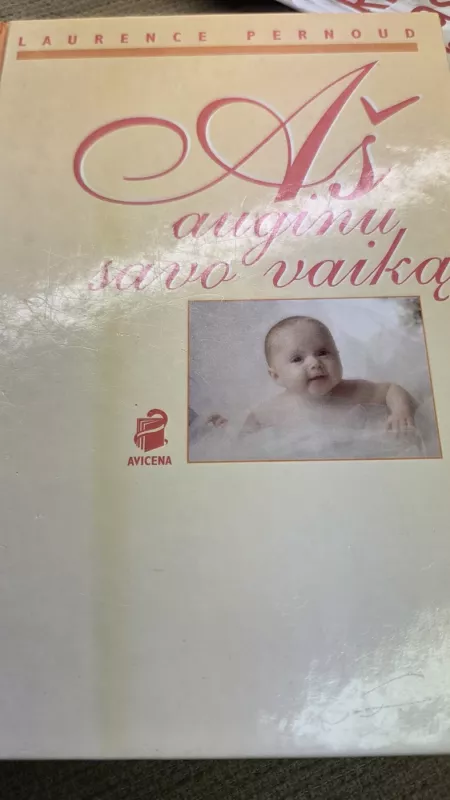 LAURENCE PERNOUD
Aš
auginu
savo vaiką
AVICENA